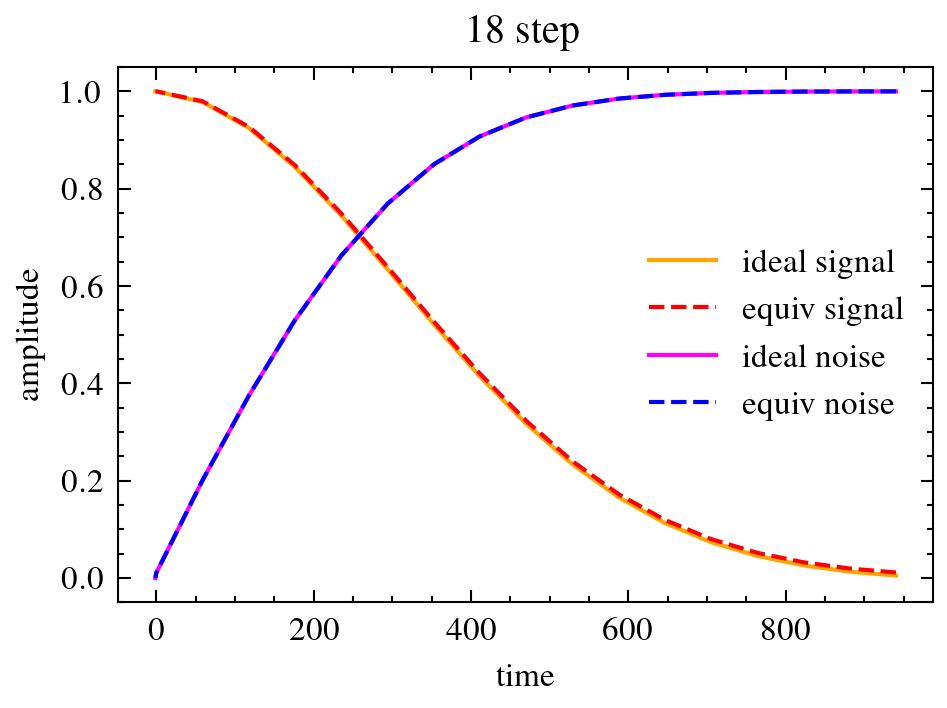 18 step
1.0
0.8
0.6
0.4
0.2
0.0
amplitude
ideal signal
equiv signal
ideal noise
equiv noise
0 200 400 600 800
time